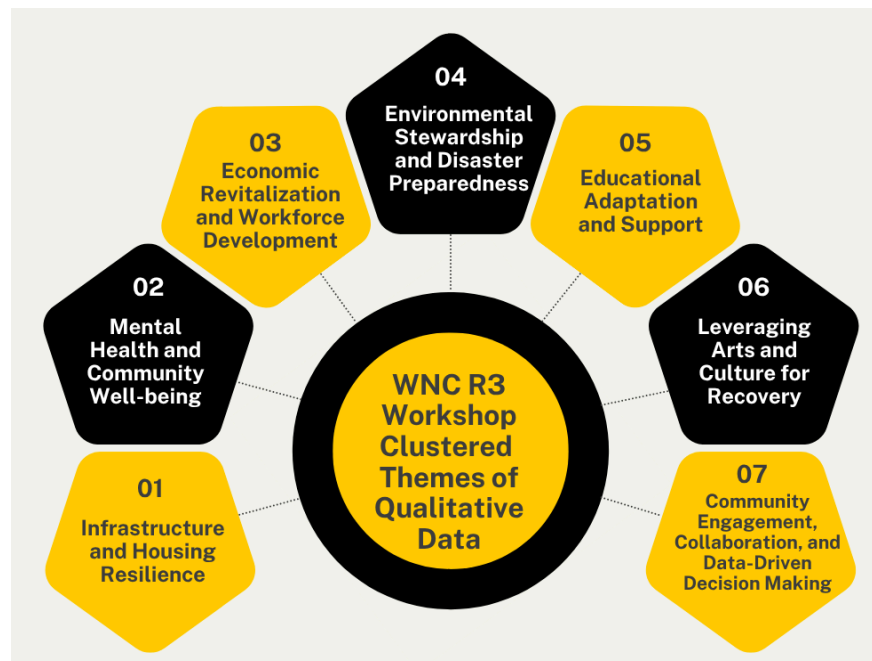 01
Infrastructure
and Housing
Resilience
02
Mental
Health and
Community
Well-being
03
Economic
Revitalization
and Workforce
Development
04
Environmental
Stewardship
and Disaster
Preparedness
05
Educational
Adaptation
and Support
06
Leveraging
Arts and
Culture for
Recovery
07
Community
Engagement,
Collaboration, and
Data-Driven
Decision Making
WNC R3
Workshop
Clustered
Themes of
Qualitative
Data